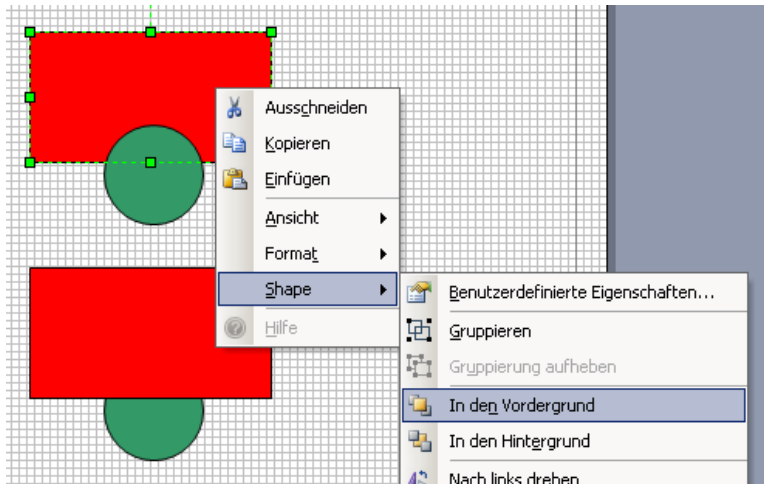 Ausschneiden
Kopieren
Einfügen
Ansicht
Format
Shape
Hilfe
Benutzerdefinierte Eigenschaften...
Gruppieren
Gruppierung aufheben
In den Vordergrund
In den Hintergrund
Nach links drehen